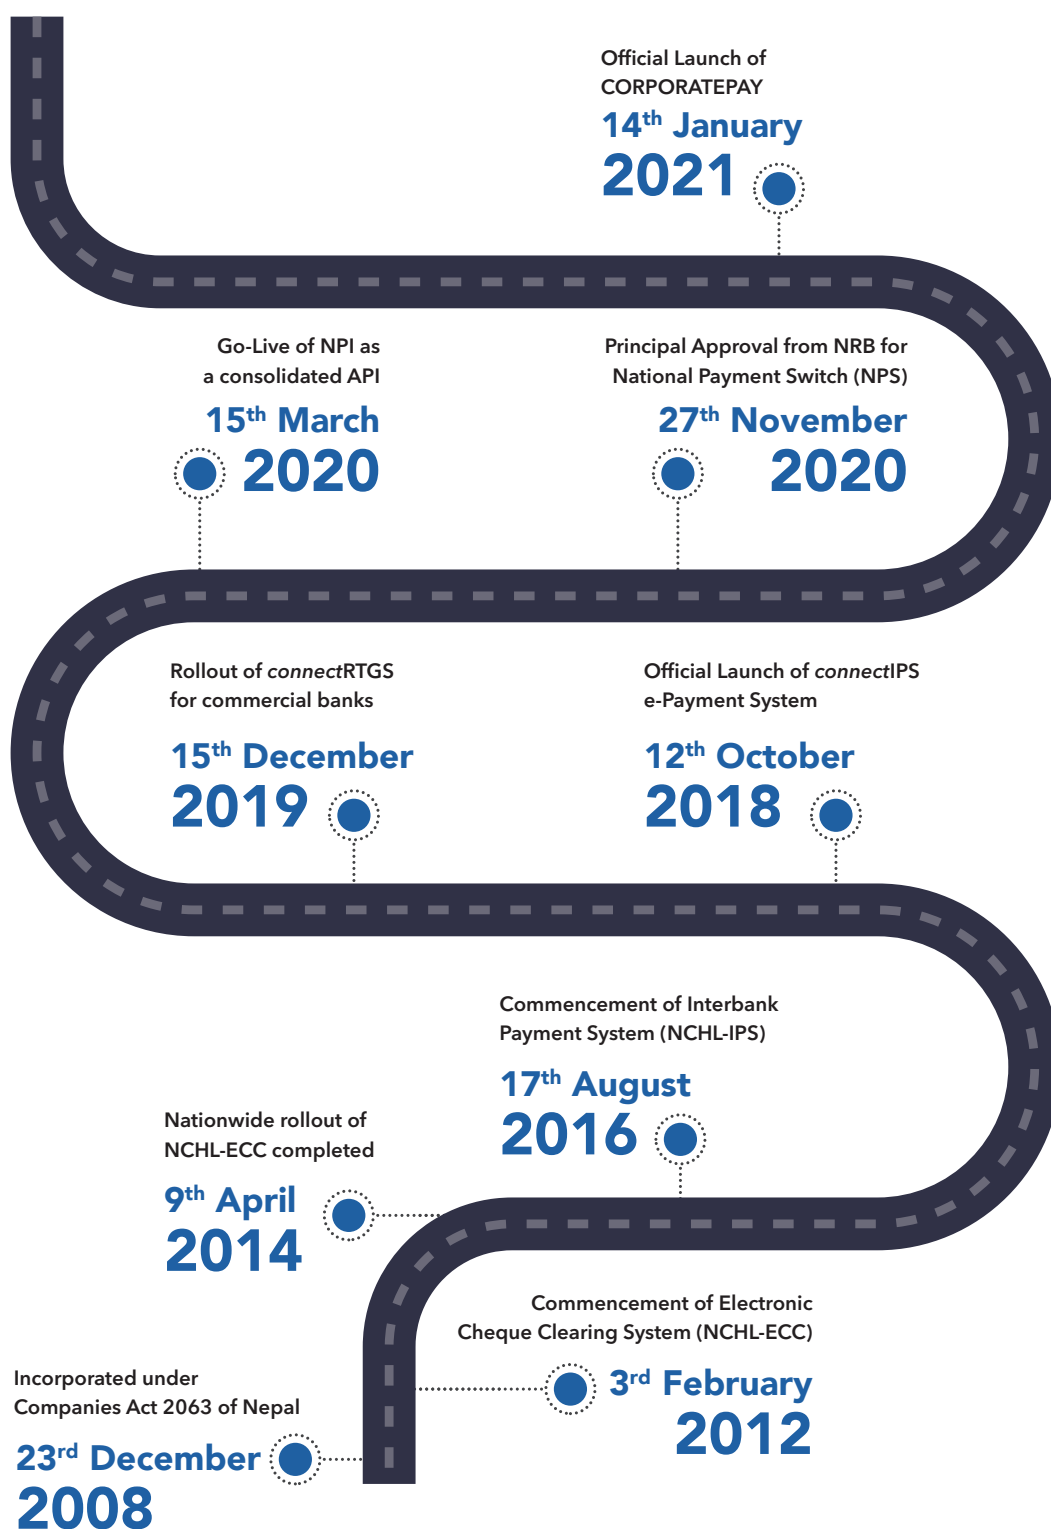 Official Launch of
CORPORATEPAY
14th January
2021
Go-Live of NPI as
a consolidated API
15th March
2020
Principal Approval from NRB for
National Payment Switch (NPS)
27th November
2020
Rollout of connectRTGS
for commercial banks
15th December
2019
Official Launch of connectIPS
e-Payment System
12th October
2018
Commencement of Interbank
Payment System (NCHL-IPS)
17th August
2016
Nationwide rollout of
NCHL-ECC completed
9th April
2014
Commencement of Electronic
Cheque Clearing System (NCHL-ECC)
3rd February
2012
Incorporated under
Companies Act 2063 of Nepal
23rd December
2008